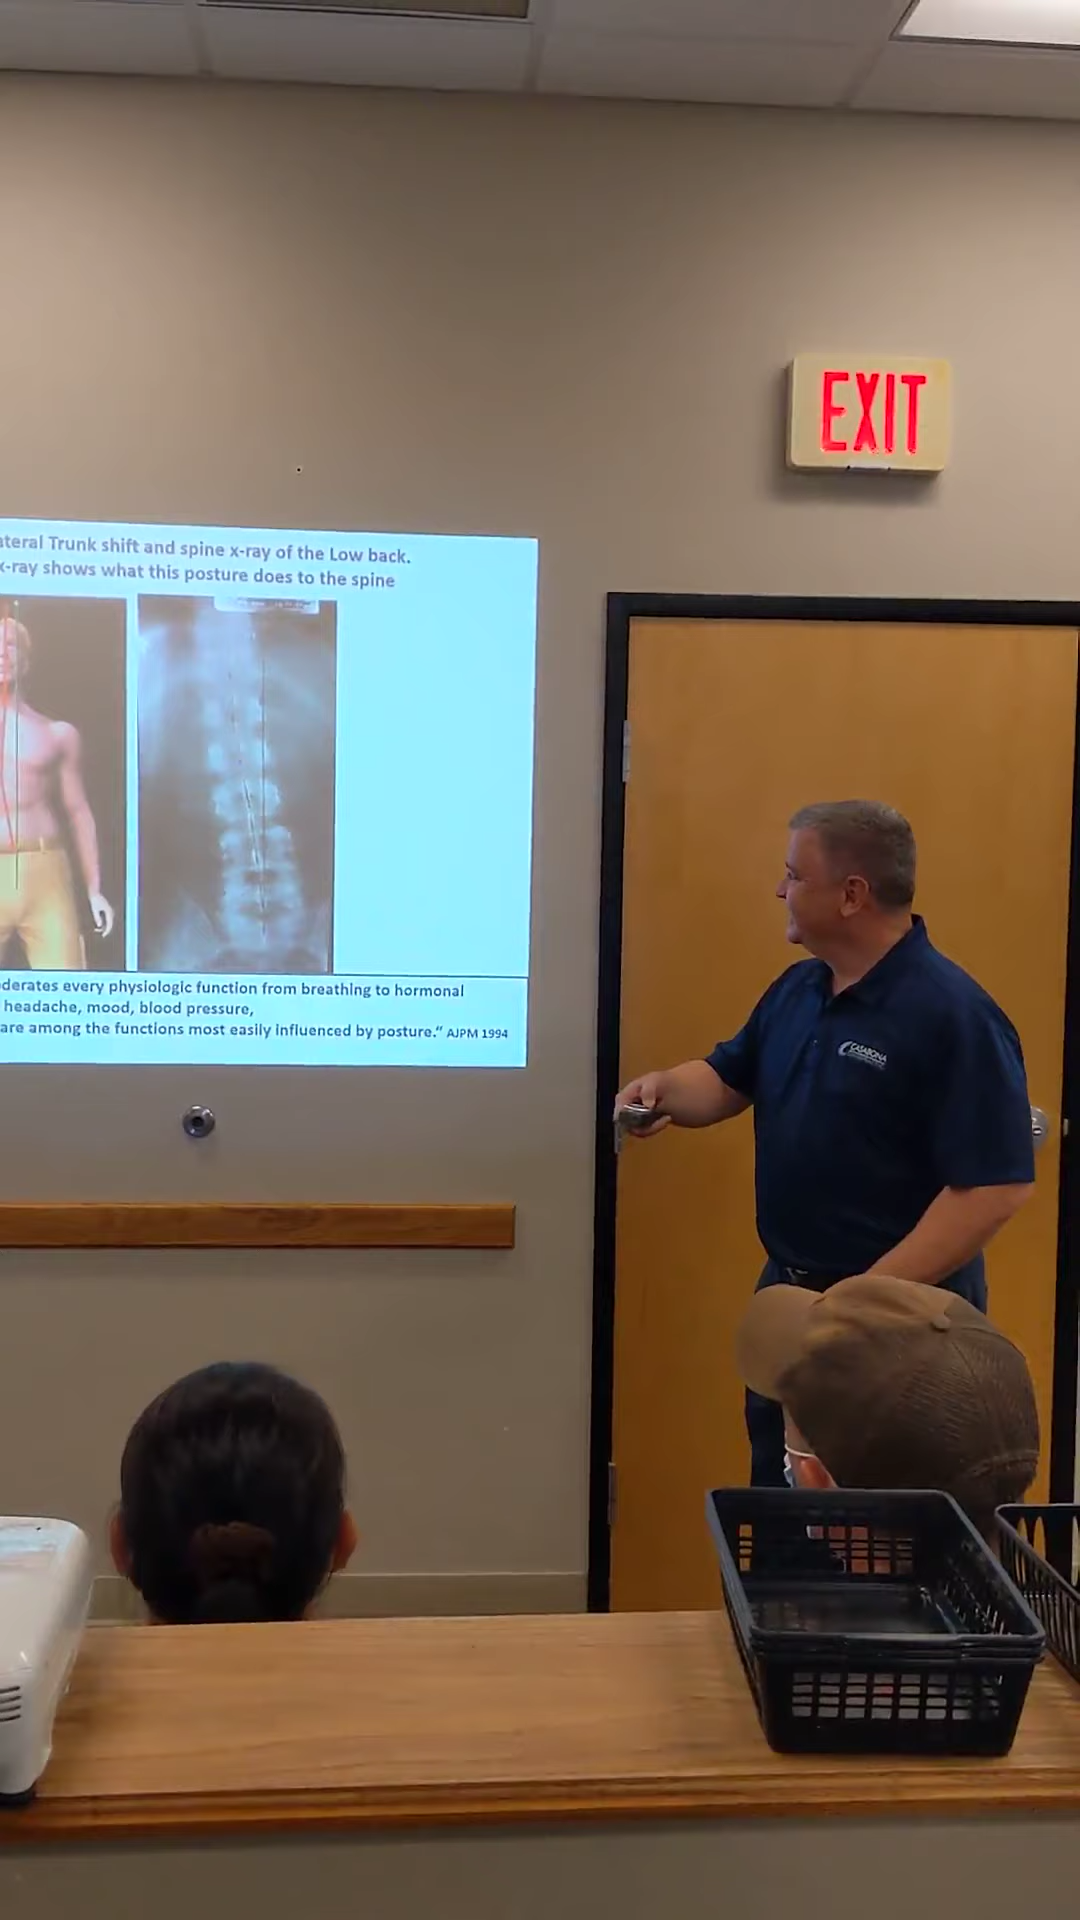 EXIT
ateral Trunk shift and spine x-ray of the Low back.
x-ray shows what this posture does to the spine
derates every physiologic function from breathing to hormonal
headache, mood, blood pressure,
are among the functions most easily influenced by posture." AJPM 1994
CASABONA